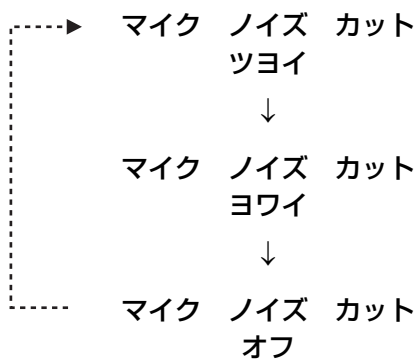 マイク ノイズ カット
ツヨイ
↓
マイク ノイズ カット
ヨワイ
↓
マイク ノイズ カット
オフ